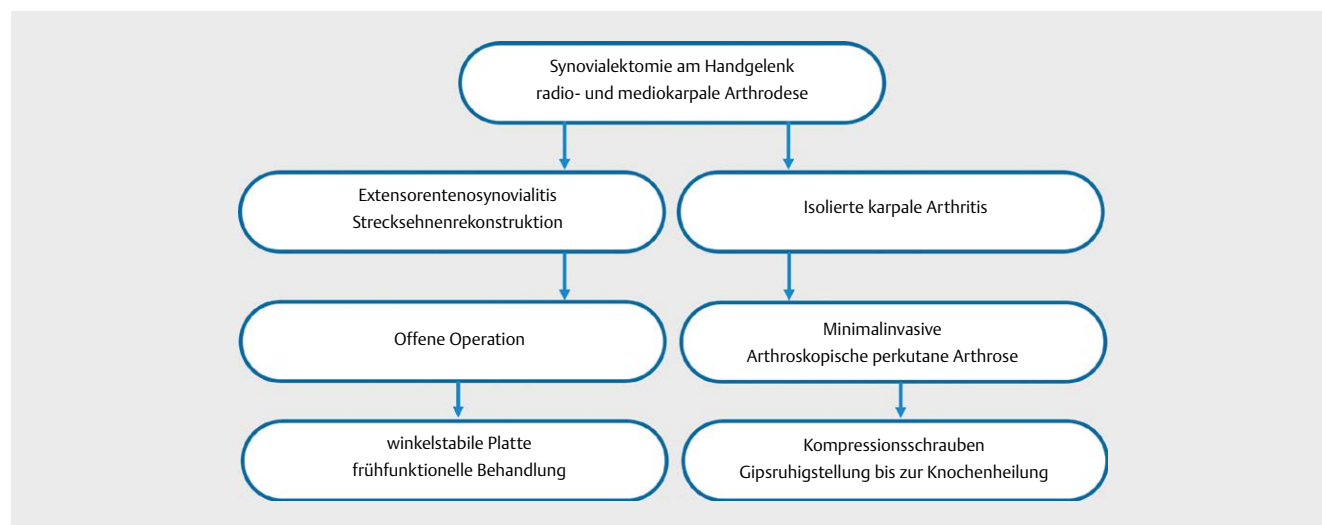 Synovialektomie am Handgelenk
radio- und mediokarpale Arthrodese
Extensorentenosynovialitis
Strecksehnenrekonstruktion
Isolierte karpale Arthritis
Offene Operation
Minimalinvasive
Arthroskopische perkutane Arthrose
winkelstabile Platte
frühfunktionelle Behandlung
Kompressionsschrauben
Gipsruhigstellung bis zur Knochenheilung